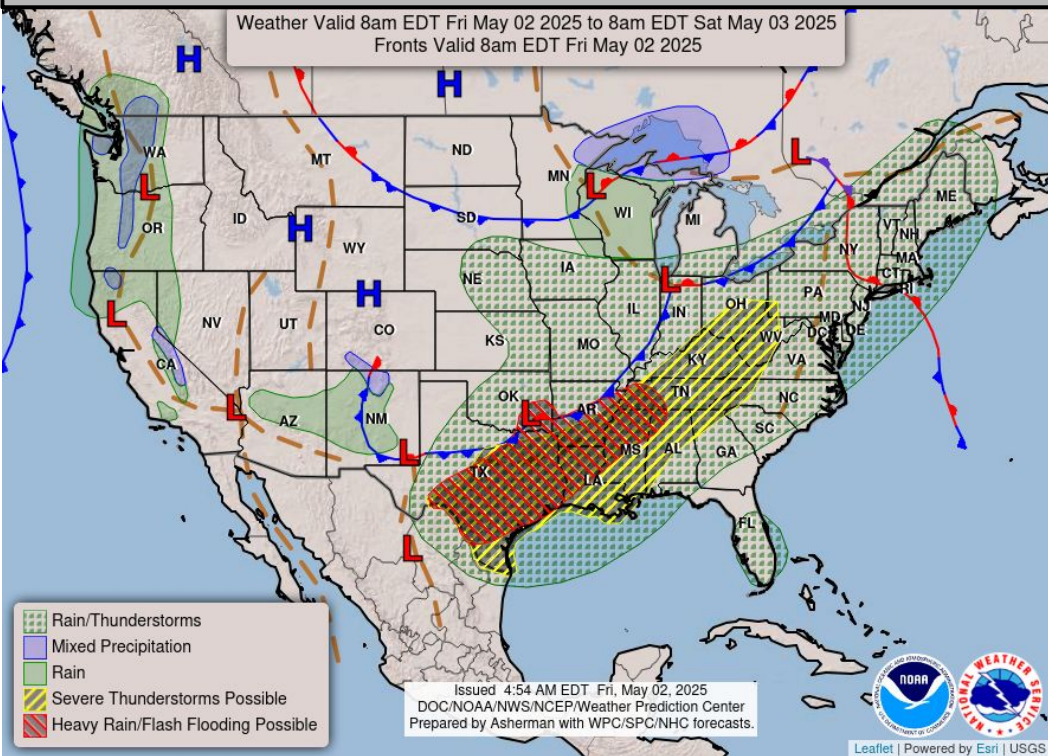 Weather Valid 8am EDT Fri May 02 2025 to 8am EDT Sat May 03 2025
Fronts Valid 8am EDT Fri May 02 2025
H
H
WA
MT
ND
MN
L
L
L
WI
MI
ME
OR
ID
H
SD
VT
NH
NY
MA
WY
CT
RI
NE
IA
L
H
OH
PA
NJ
L
NV
UT
CO
IL
IN
MD
DE
DC
WV
KS
MO
VA
KY
CA
L
AZ
NM
OK
L
AR
TN
NC
SC
L
TX
MS
AL
GA
LA
FL
L
Rain/Thunderstorms
Mixed Precipitation
Rain
Severe Thunderstorms Possible
Heavy Rain/Flash Flooding Possible
Issued 4:54 AM EDT Fri, May 02, 2025
DOC/NOAA/NWS/NCEP/Weather Prediction Center
Prepared by Asherman with WPC/SPC/NHC forecasts.
NOAA
NATIONAL WEATHER SERVICE
Leaflet | Powered by Esri | USGS